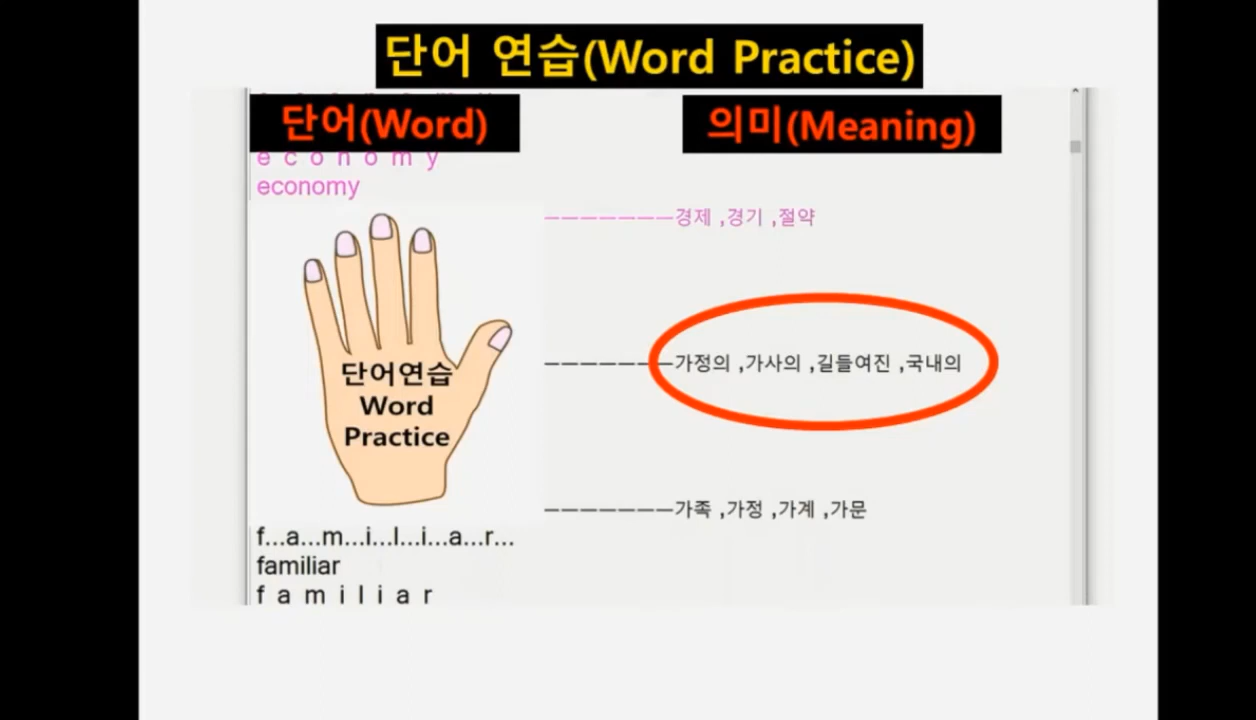 단어 연습(Word Practice)
단어(Word)
의미(Meaning)
e c o n o m y
economy
———————경제 ,경기 ,절약
단어연습
Word
Practice
———————가정의 ,가사의 ,길들여진 ,국내의
———————가족 ,가정 ,가계 ,가문
f...a...m...i...l...i...a...r...
familiar
f a m i l i a r